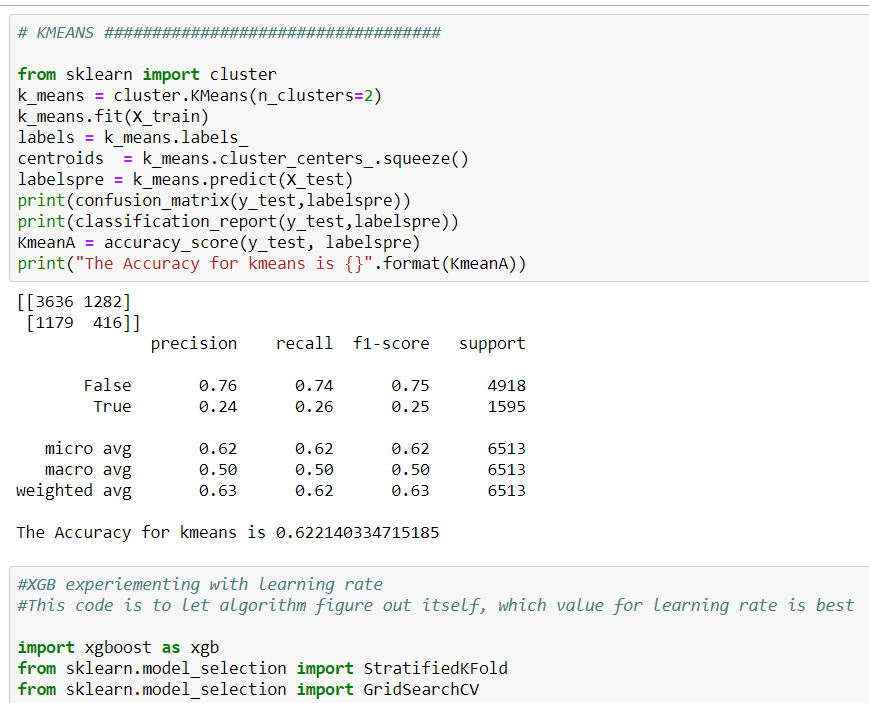 # KMEANS ###################################
from sklearn import cluster
k_means = cluster.KMeans(n_clusters=2)
k_means.fit(X_train)
labels = k_means.labels_
centroids  = k_means.cluster_centers_.squeeze()
labelspre = k_means.predict(X_test)
print(confusion_matrix(y_test,labelspre))
print(classification_report(y_test,labelspre))
KmeanA = accuracy_score(y_test, labelspre)
print("The Accuracy for kmeans is {}".format(KmeanA))
[[3636 1282]
 [1179  416]]
              precision    recall  f1-score   support
       False       0.76      0.74      0.75      4918
        True       0.24      0.26      0.25      1595
   micro avg       0.62      0.62      0.62      6513
   macro avg       0.50      0.50      0.50      6513
weighted avg       0.63      0.62      0.63      6513
The Accuracy for kmeans is 0.622140334715185
#XGB experiementing with learning rate
#This code is to let algorithm figure out itself, which value for learning rate is best
import xgboost as xgb
from sklearn.model_selection import StratifiedKFold
from sklearn.model_selection import GridSearchCV